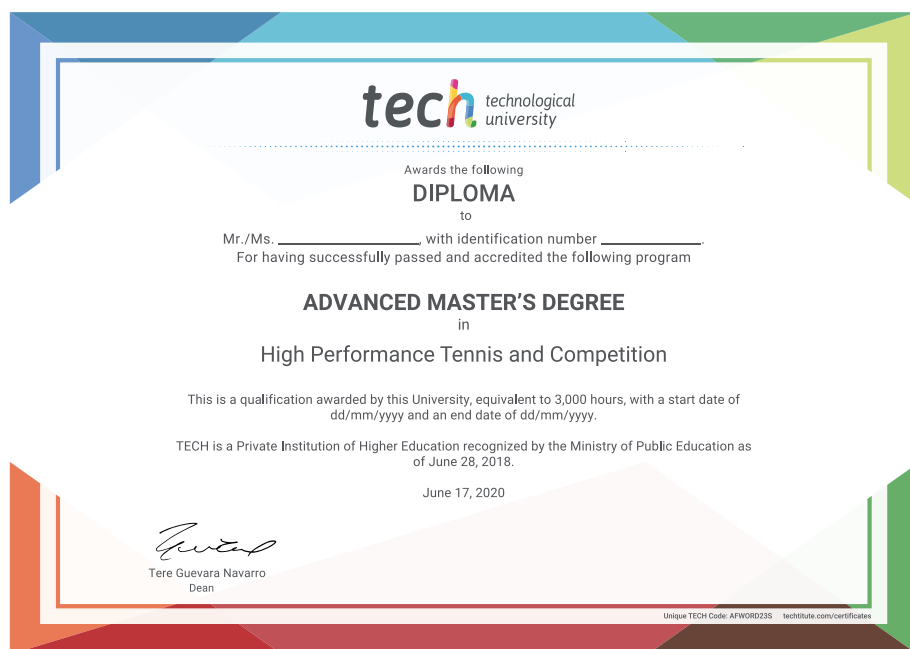 tech technological
university
Awards the following
DIPLOMA
to
Mr./Ms. ____________________, with identification number ______________.
For having successfully passed and accredited the following program
ADVANCED MASTER’S DEGREE
in
High Performance Tennis and Competition
This is a qualification awarded by this University, equivalent to 3,000 hours, with a start date of
dd/mm/yyyy and an end date of dd/mm/yyyy.
TECH is a Private Institution of Higher Education recognized by the Ministry of Public Education as
of June 28, 2018.
June 17, 2020
Tere Guevara Navarro
Dean
Unique TECH Code: AFWORD23S techtitute.com/certificates